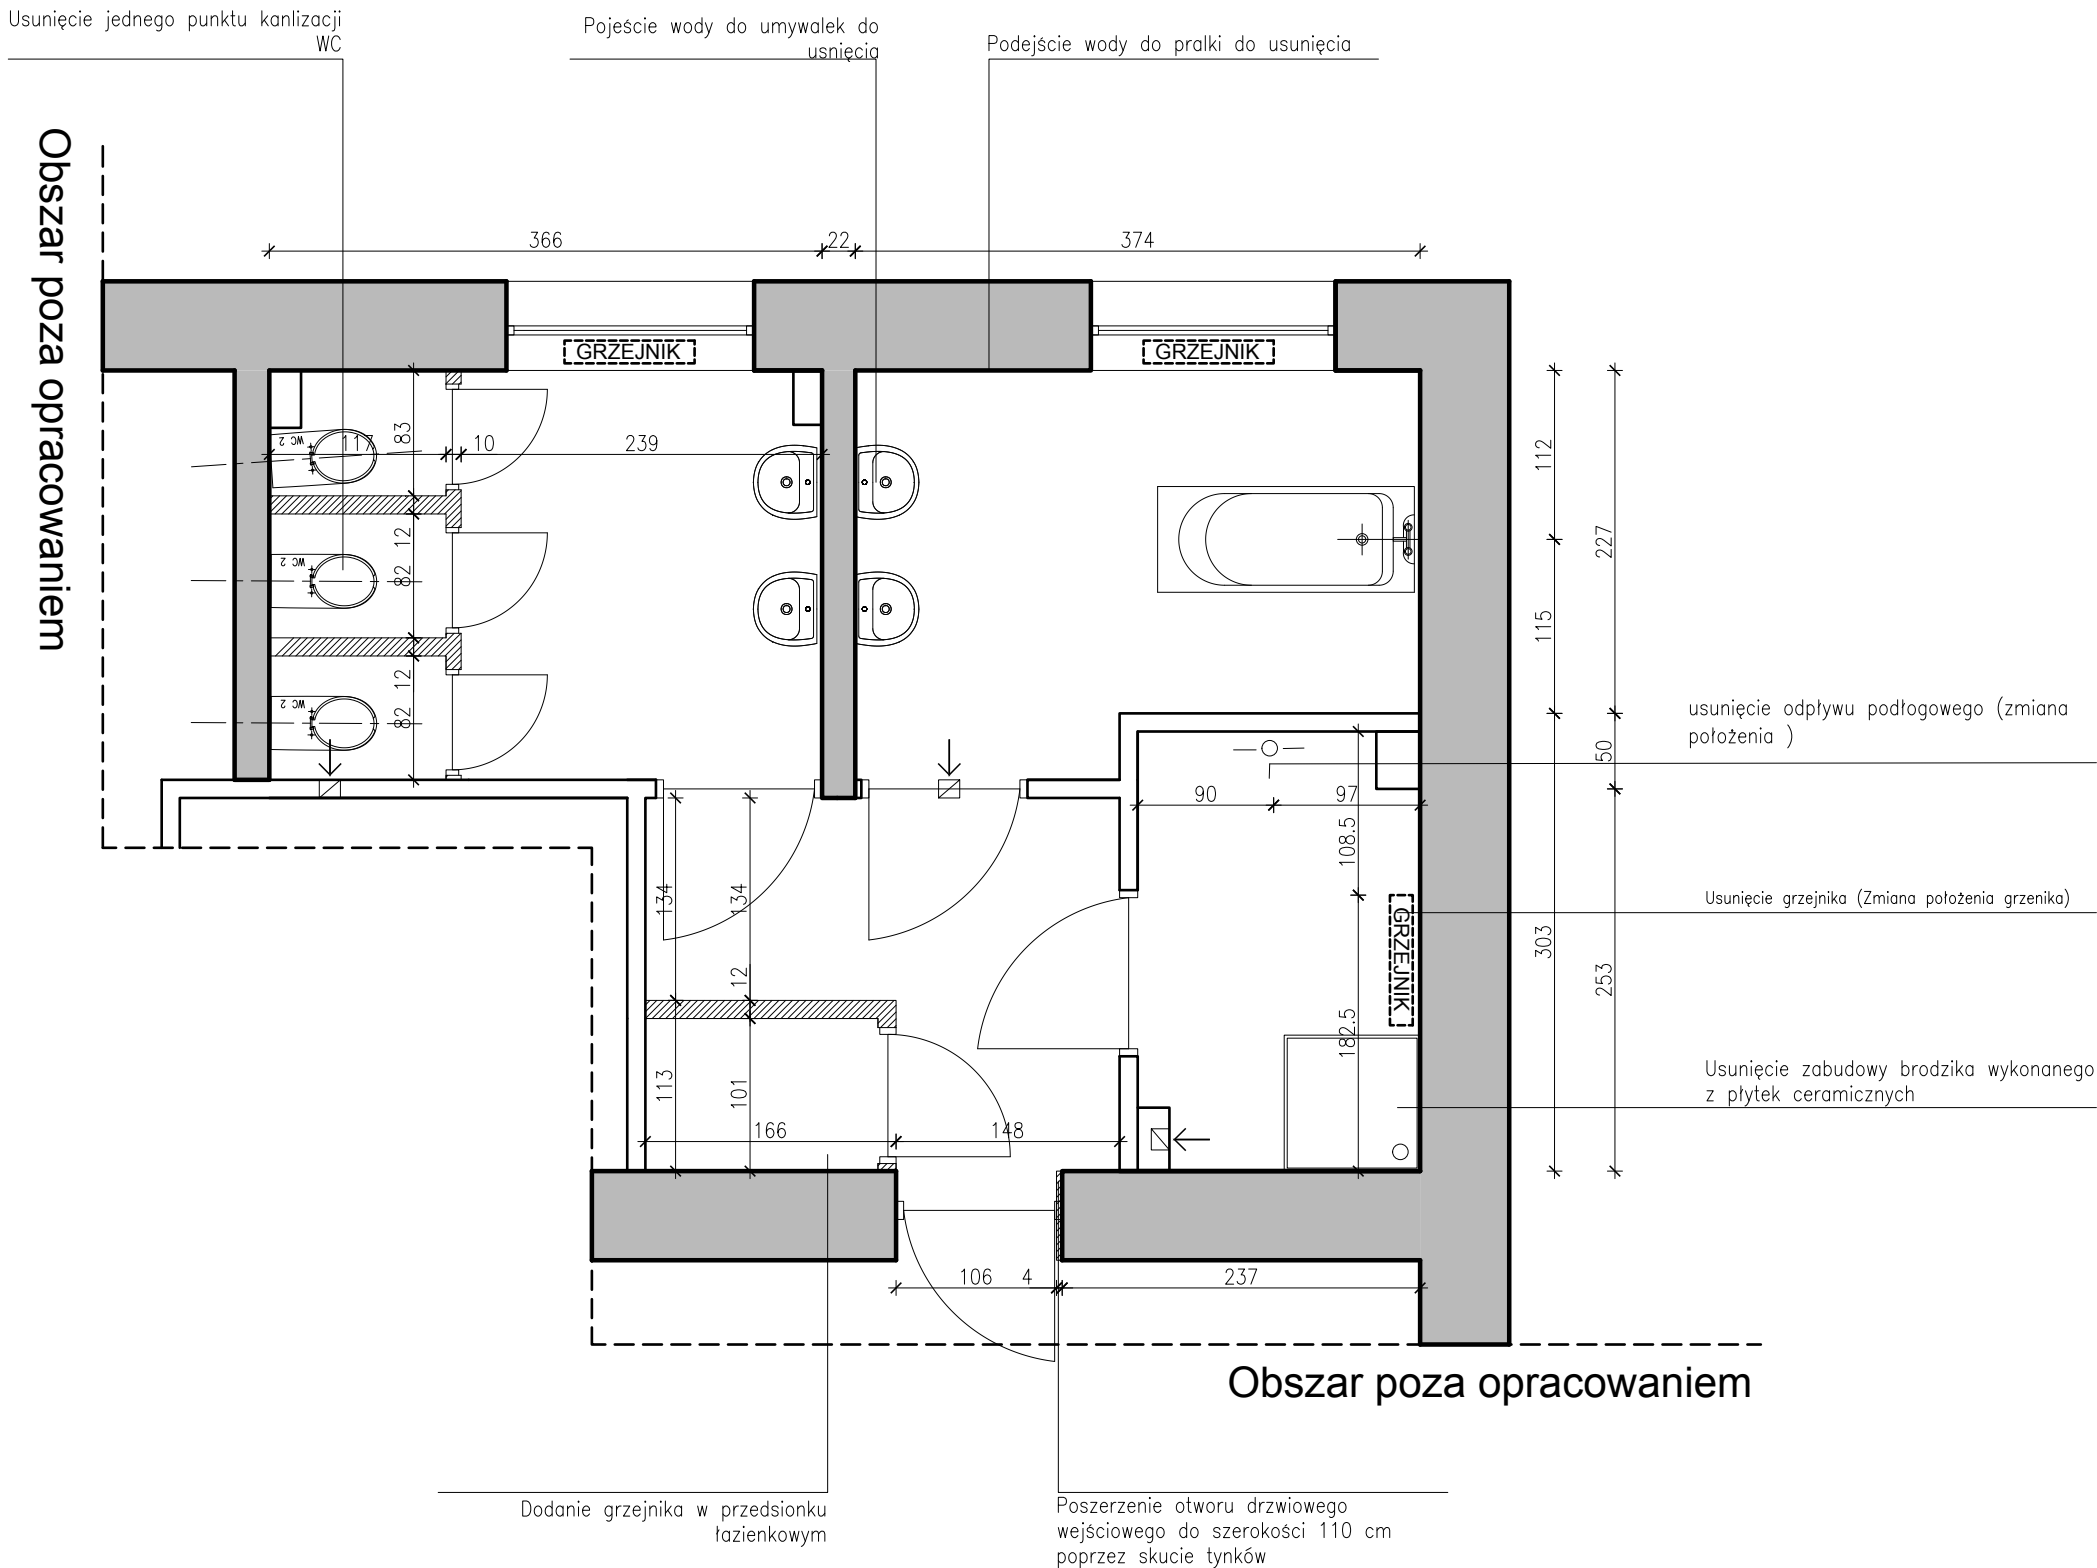 Usunięcie jednego punktu kanlizacji
WC
Pojeście wody do umywalek do
usnięcia
Podejście wody do pralki do usunięcia
Obszar poza opracowaniem
366
22
374
GRZEJNIK
GRZEJNIK
WC 2
117
83
10
239
112
227
12
WC 2
82
115
12
WC 2
82
usunięcie odpływu podłogowego (zmiana
położenia )
50
90
97
108.5
134
134
Usunięcie grzejnika (Zmiana położenia grzenika)
GRZEJNIK
303
253
12
182.5
113
101
Usunięcie zabudowy brodzika wykonanego
z płytek ceramicznych
166
148
106
4
237
Obszar poza opracowaniem
Dodanie grzejnika w przedsionku
łazienkowym
Poszerzenie otworu drzwiowego
wejściowego do szerokości 110 cm
poprzez skucie tynków